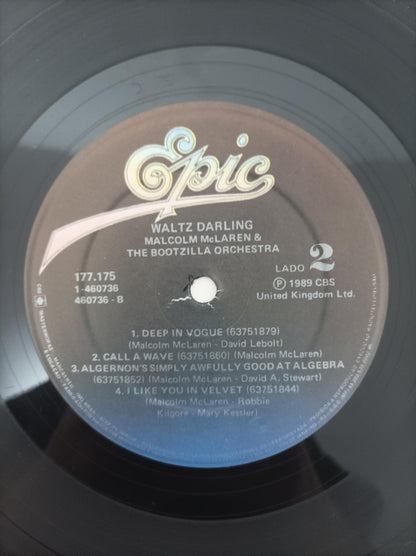 Epic
WALTZ DARLING
MALCOLM McLAREN &
THE BOOTZILLA ORCHESTRA
177.175
1-460736
460736 - B
LADO 2
℗ 1989 CBS
United Kingdom Ltd.
1. DEEP IN VOGUE (63751879)
(Malcolm McLaren - David Lebolt)
2. CALL A WAVE (63751860) (Malcolm McLaren)
3. ALGERNON'S SIMPLY AWFULLY GOOD AT ALGEBRA
(63751852) (Malcolm McLaren - David A. Stewart)
4. I LIKE YOU IN VELVET (63751844)
(Malcolm McLaren - Robbie
Kilgore - Mary Kessler)